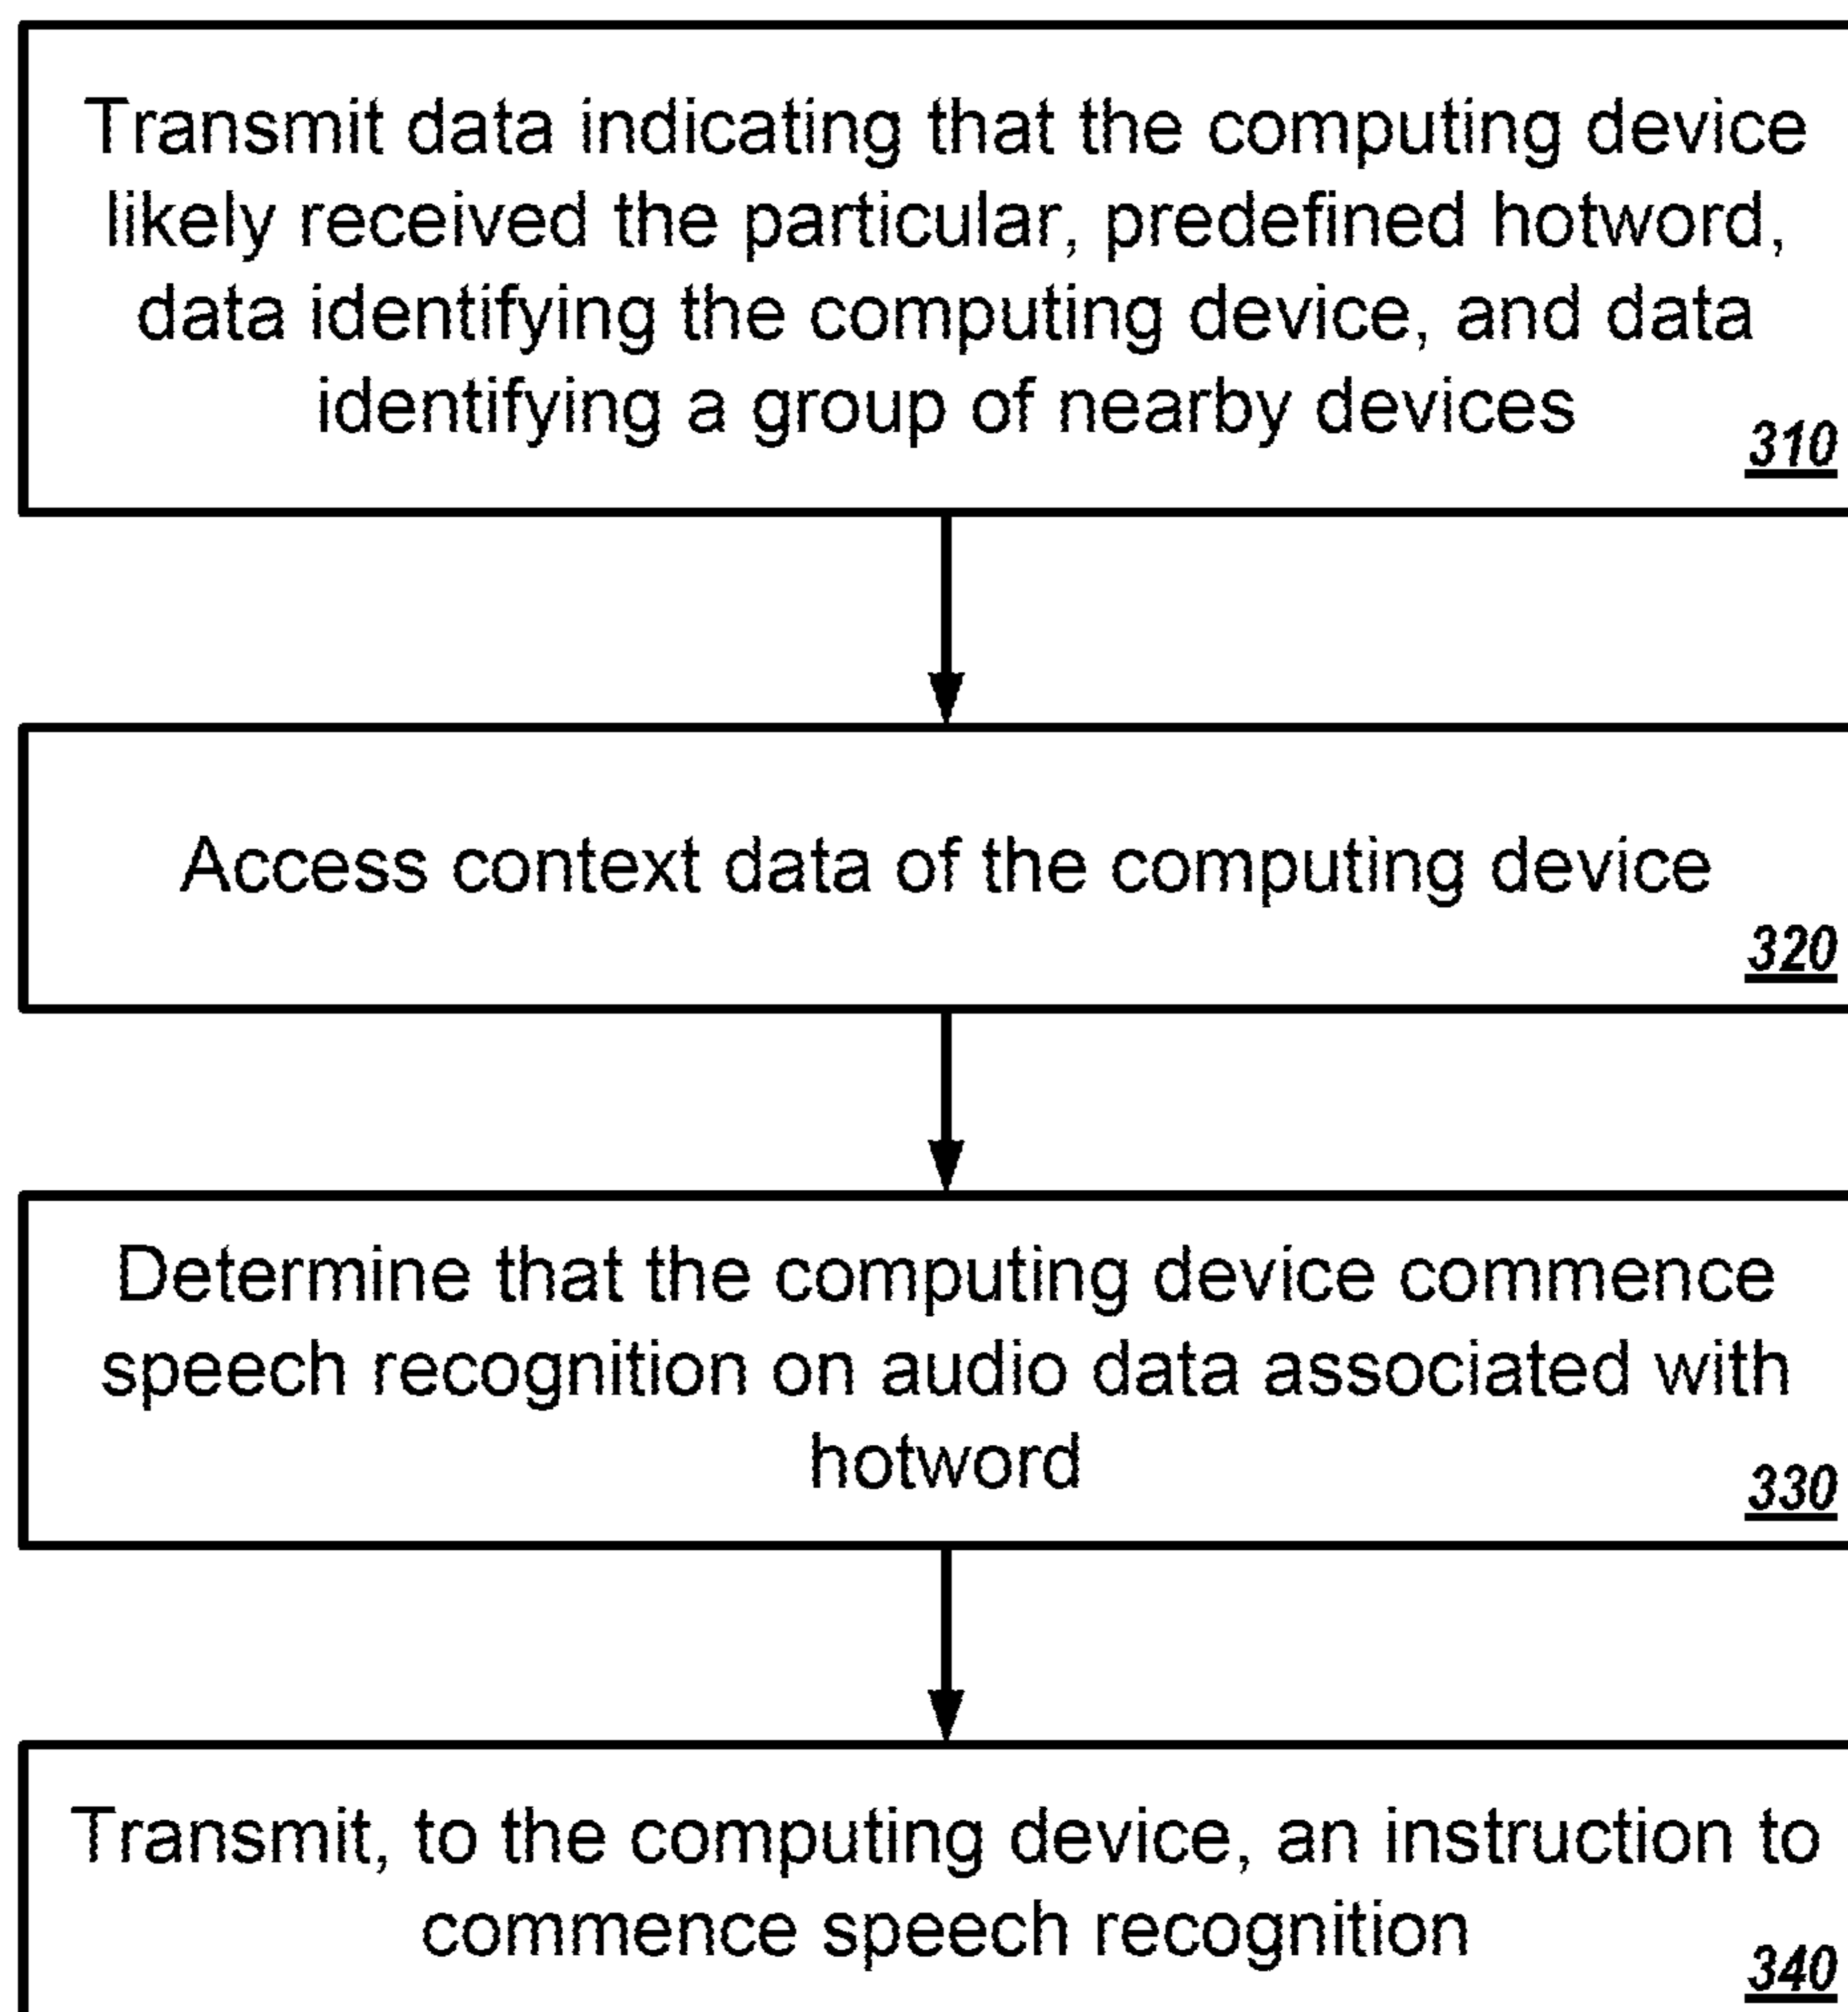 Transmit data indicating that the computing device
likely received the particular, predefined hotword,
data identifying the computing device, and data
identifying a group of nearby devices
310
Access context data of the computing device
320
Determine that the computing device commence
speech recognition on audio data associated with
hotword
330
Transmit, to the computing device, an instruction to
commence speech recognition
340